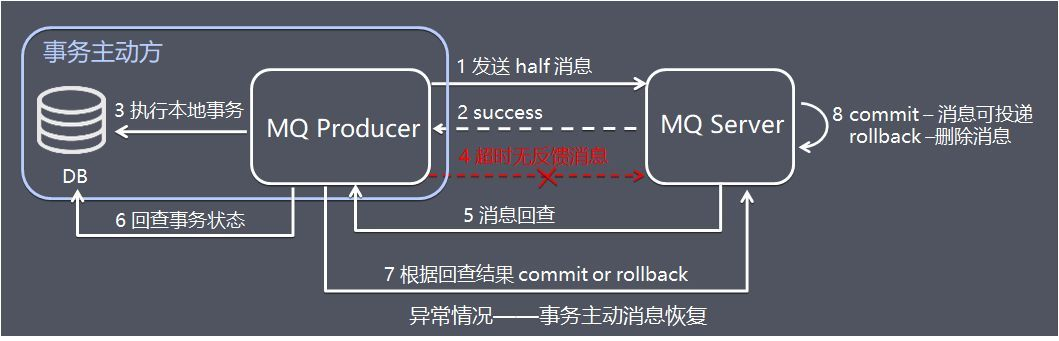 事务主动方
1 发送 half 消息
3 执行本地事务
MQ Producer
2 success
MQ Server
8 commit – 消息可投递
rollback –删除消息
4 超时无反馈消息
DB
6 回查事务状态
5 消息回查
7 根据回查结果 commit or rollback
异常情况——事务主动消息恢复